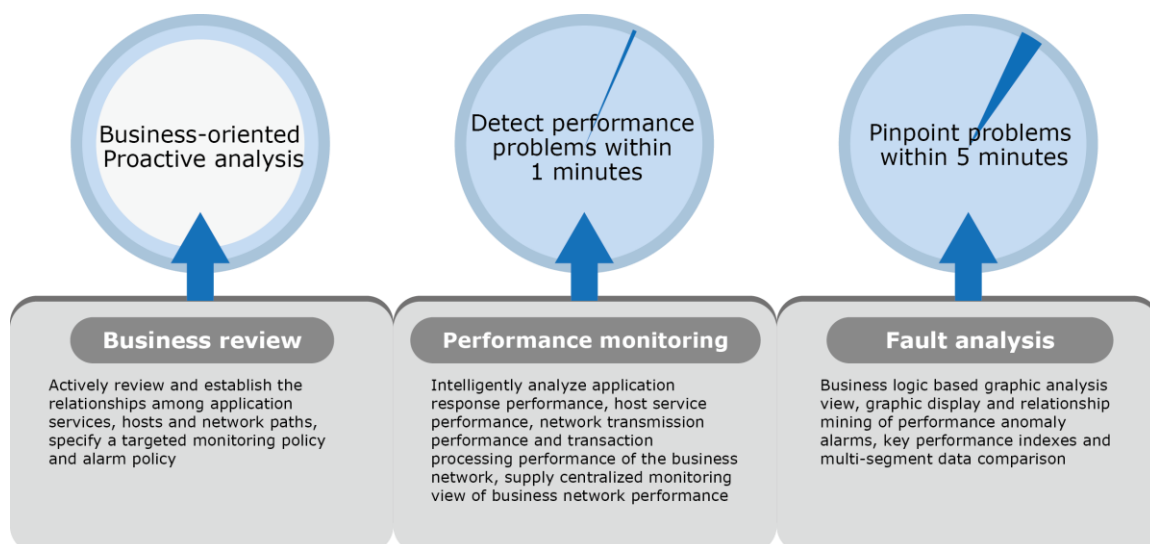 Business-oriented
Proactive analysis
Detect performance
problems within
1 minutes
Pinpoint problems
within 5 minutes
Business review
Actively review and establish the
relationships among application
services, hosts and network paths,
specify a targeted monitoring policy
and alarm policy
Performance monitoring
Intelligently analyze application
response performance, host service
performance, network transmission
performance and transaction
processing performance of the business
network, supply centralized monitoring
view of business network performance
Fault analysis
Business logic based graphic analysis
view, graphic display and relationship
mining of performance anomaly
alarms, key performance indexes and
multi-segment data comparison